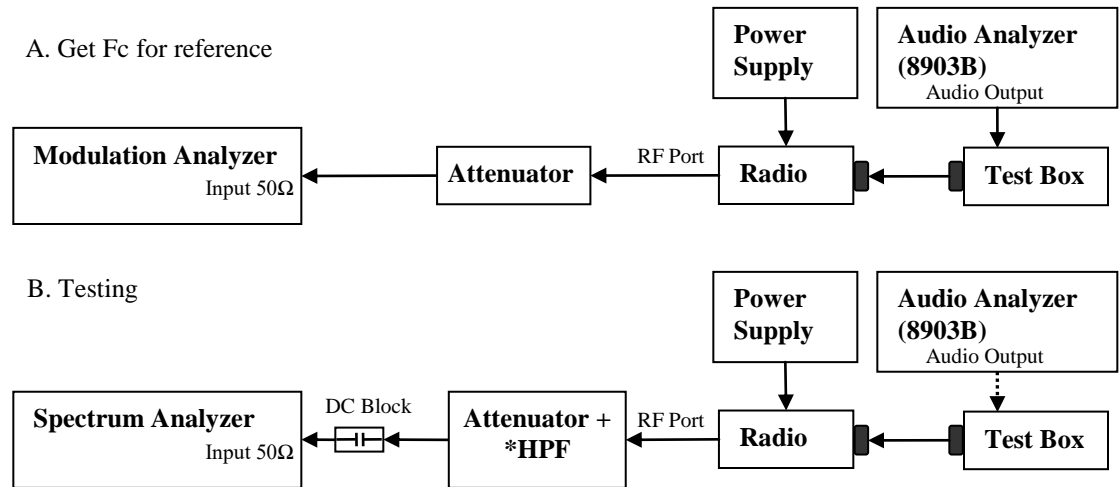 A. Get Fc for reference
Power
Supply
Audio Analyzer
(8903B)
Audio Output
Modulation Analyzer
Input 50Ω
Attenuator
RF Port
Radio
Test Box
B. Testing
Power
Supply
Audio Analyzer
(8903B)
Audio Output
Spectrum Analyzer
Input 50Ω
DC Block
Attenuator +
*HPF
RF Port
Radio
Test Box